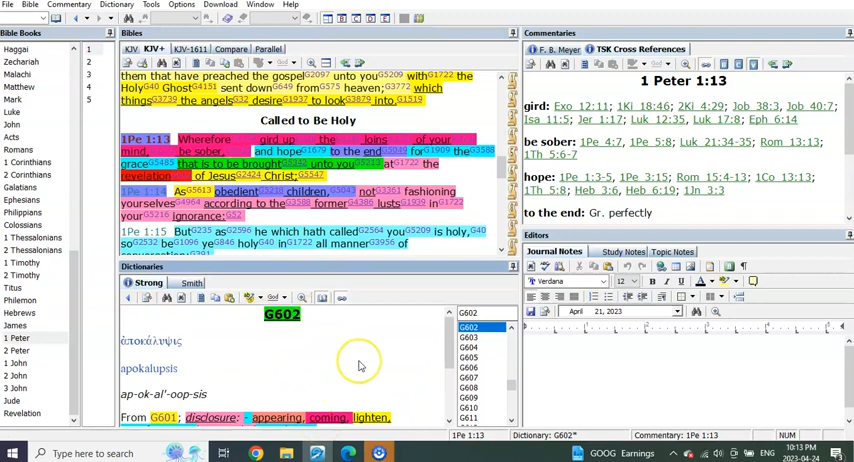 File View Bible Commentary Tools Options Download Window Help
Bible Books
Haggai
Zechariah
Malachi
Matthew
Mark
Luke
John
Acts
Romans
1 Corinthians
2 Corinthians
Galatians
Ephesians
Philippians
Colossians
1 Thessalonians
2 Thessalonians
1 Timothy
2 Timothy
Titus
Philemon
Hebrews
James
1 Peter
2 Peter
1 John
2 John
3 John
Jude
Revelation
1
2
3
4
5
Bibles
KJV KJV+ KJV-1611 Compare Parallel
them that have preached the gospel G2097 unto you G5209 with G1722 the
Holy G40 Ghost G4151 sent down G649 from G575 heaven; G3772 which
things G3739 the angels G32 desire G1937 to look G3879 into. G1519
Called to Be Holy
1Pe 1:13 Wherefore gird up the loins of your
mind, be sober, and hope G1679 to the end G5049 for G1909 the G3588
grace G5485 that is to be brought G5342 unto you G5213 at G1722 the
revelation of Jesus G2424 Christ; G5547
1Pe 1:14 As G5613 obedient G5218 children, G5043 not G3361 fashioning
yourselves G4964 according to the G3588 former G4386 lusts G1939 in G1722
your G5216 ignorance: G52
1Pe 1:15 But G235 as G2596 he which hath called G2564 you G5209 is holy, G40
so G2532 be G1096 ye G846 holy G40 in G1722 all manner G3956 of
conversation; G391
Dictionaries
Strong Smith
God
G602
ἀποκάλυψις
apokalupsis
ap-ok-al'-oop-sis
From G601; disclosure: - appearing, coming, lighten,
G602
G602
G603
G604
G605
G606
G607
G608
G609
G610
G611
Commentaries
F. B. Meyer TSK Cross References
1 Peter 1:13
gird: Exo 12:11; 1Ki 18:46; 2Ki 4:29; Job 38:3, Job 40:7;
Isa 11:5; Jer 1:17; Luk 12:35, Luk 17:8; Eph 6:14
be sober: 1Pe 4:7, 1Pe 5:8; Luk 21:34-35; Rom 13:13;
1Th 5:6-7
hope: 1Pe 1:3-5, 1Pe 3:15; Rom 15:4-13; 1Co 13:13;
1Th 5:8; Heb 3:6, Heb 6:19; 1Jn 3:3
to the end: Gr. perfectly
Editors
Journal Notes Study Notes Topic Notes
Verdana 12 B I U A
April 21, 2023
1Pe 1:13 Dictionary: G602* Commentary: 1Pe 1:13 NUM
Type here to search
GOOG Earnings
ENG
10:13 PM
2023-04-24